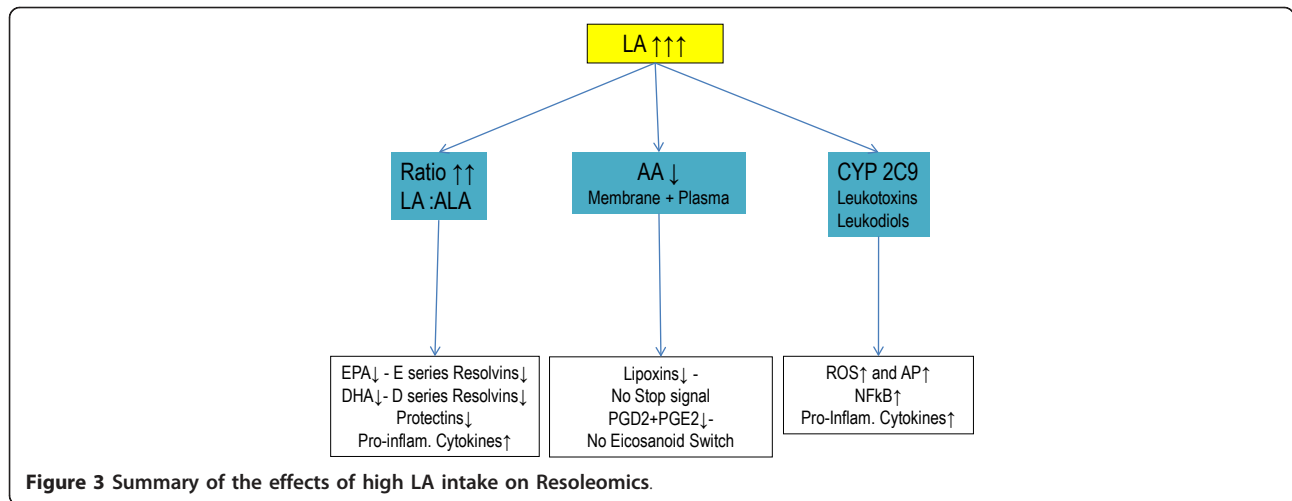 LA ↑↑↑
Ratio ↑↑
LA :ALA
AA ↓
Membrane + Plasma
CYP 2C9
Leukotoxins
Leukodiols
EPA↓ - E series Resolvins↓
DHA↓- D series Resolvins↓
Protectins↓
Pro-inflam. Cytokines↑
Lipoxins↓ -
No Stop signal
PGD2+PGE2↓-
No Eicosanoid Switch
ROS↑ and AP↑
NFkB↑
Pro-Inflam. Cytokines↑
Figure 3 Summary of the effects of high LA intake on Resoleomics.